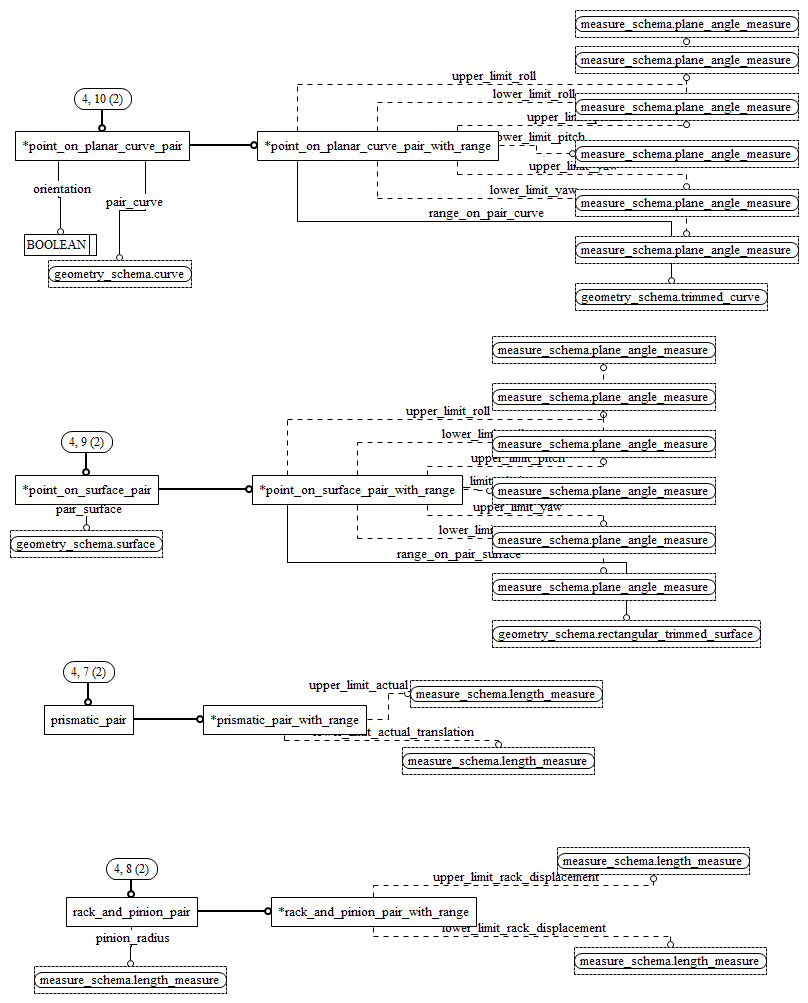 measure_schema.plane_angle_measure
measure_schema.plane_angle_measure
upper_limit_roll
4, 10 (2)
lower_limit_roll
measure_schema.plane_angle_measure
*point_on_planar_curve_pair
*point_on_planar_curve_pair_with_range
lower_limit_pitch
measure_schema.plane_angle_measure
orientation
pair_curve
lower_limit_yaw
measure_schema.plane_angle_measure
range_on_pair_curve
BOOLEAN
measure_schema.plane_angle_measure
geometry_schema.curve
geometry_schema.trimmed_curve
measure_schema.plane_angle_measure
measure_schema.plane_angle_measure
upper_limit_roll
4, 9 (2)
measure_schema.plane_angle_measure
upper_limit_pitch
*point_on_surface_pair
*point_on_surface_pair_with_range
measure_schema.plane_angle_measure
pair_surface
upper_limit_yaw
geometry_schema.surface
measure_schema.plane_angle_measure
range_on_pair_surface
measure_schema.plane_angle_measure
geometry_schema.rectangular_trimmed_surface
4, 7 (2)
upper_limit_actual
measure_schema.length_measure
prismatic_pair
*prismatic_pair_with_range
lower_limit_actual_translation
measure_schema.length_measure
measure_schema.length_measure
4, 8 (2)
upper_limit_rack_displacement
rack_and_pinion_pair
*rack_and_pinion_pair_with_range
lower_limit_rack_displacement
pinion_radius
measure_schema.length_measure
measure_schema.length_measure